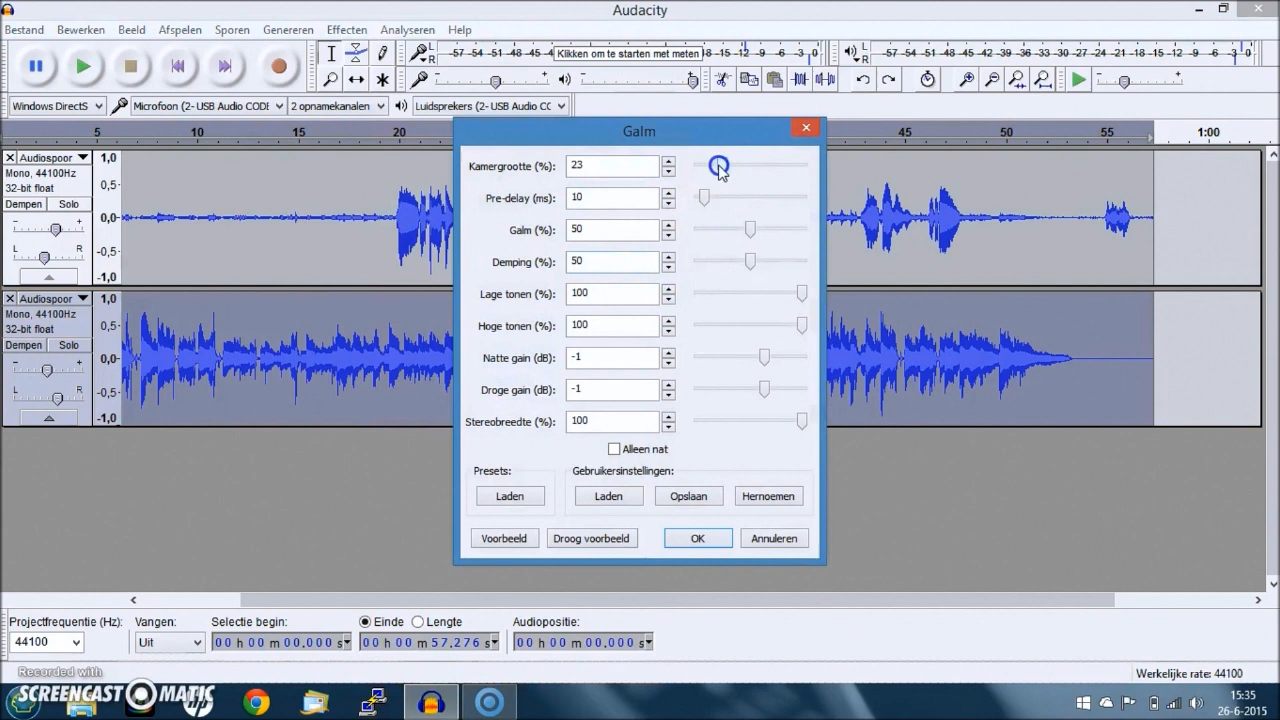 Audacity
Bestand Bewerken Beeld Afspelen Sporen Genereren Effecten Analyseren Help
L R -57 -54 -51 -48 -45 -42 Klikken om te starten met meten -12 -9 -6 -3 0
L R -57 -54 -51 -48 -45 -42 -39 -36 -33 -30 -27 -24 -21 -18 -15 -12 -9 -6 -3 0
Windows DirectS Microfoon (2- USB Audio CODE 2 opnamekanalen Luidsprekers (2- USB Audio CC
5 10 15 20 45 50 55 1:00
Galm
Audiospoor
Mono, 44100Hz
32-bit float
Dempen Solo
L R
1,0
0,5
0,0
-0,5
-1,0
Audiospoor
Mono, 44100Hz
32-bit float
Dempen Solo
L R
1,0
0,5
0,0
-0,5
-1,0
Kamergrootte (%): 23
Pre-delay (ms): 10
Galm (%): 50
Demping (%): 50
Lage tonen (%): 100
Hoge tonen (%): 100
Natte gain (dB): -1
Droge gain (dB): -1
Stereobreedte (%): 100
Alleen nat
Presets: Gebruikersinstellingen:
Laden Laden Opslaan Hernoemen
Voorbeeld Droog voorbeeld OK Annuleren
Projectfrequentie (Hz): Vangen: Selectie begin: Einde Lengte Audiopositie:
44100 Uit 00 h 00 m 00.000 s 00 h 00 m 57.276 s 00 h 00 m 00.000 s
Recorded with
SCREENCAST MATIC
Werkelijke rate: 44100
hp
15:35
26-6-2015